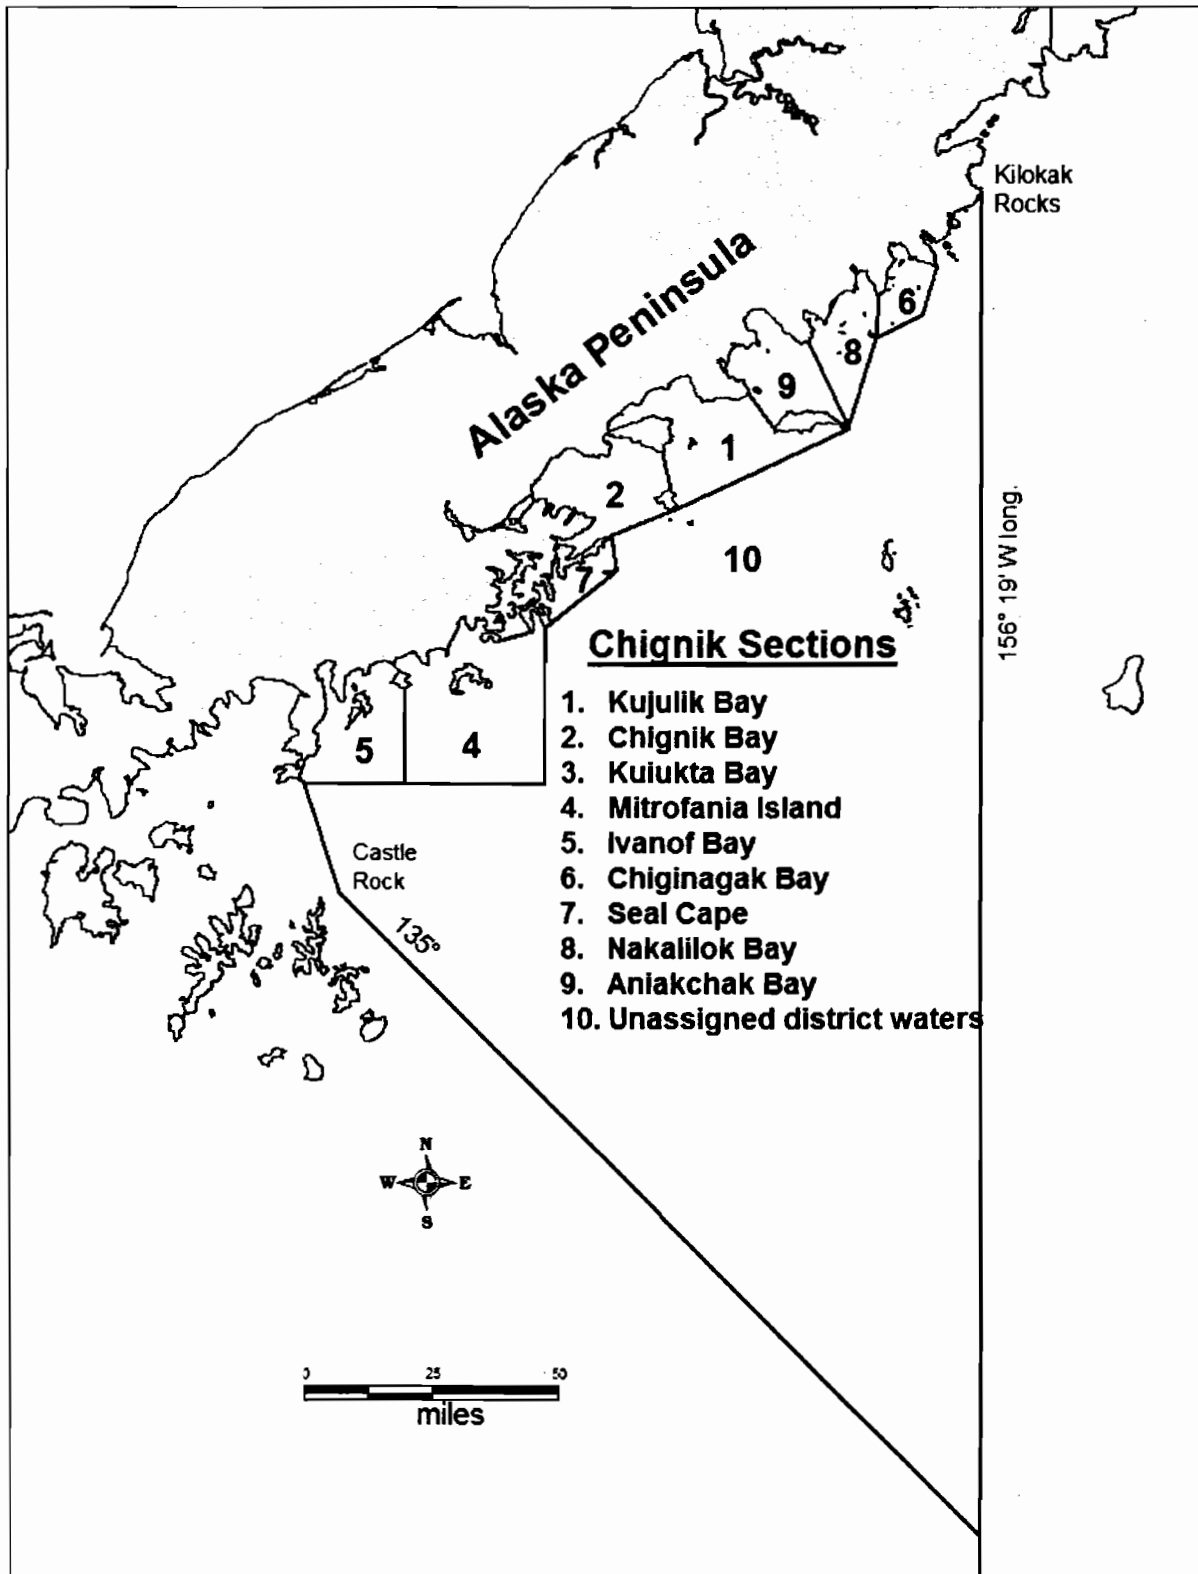 Kilokak
Rocks
Alaska Peninsula
6
8
9
1
2
10
7
3
156° 19' W long.
Chignik Sections
1. Kujulik Bay
2. Chignik Bay
3. Kuiukta Bay
4. Mitrofania Island
5. Ivanof Bay
6. Chiginagak Bay
7. Seal Cape
8. Nakalilok Bay
9. Aniakchak Bay
10. Unassigned district waters
5
4
Castle
Rock
135°
N
W E
S
0 25 50
miles